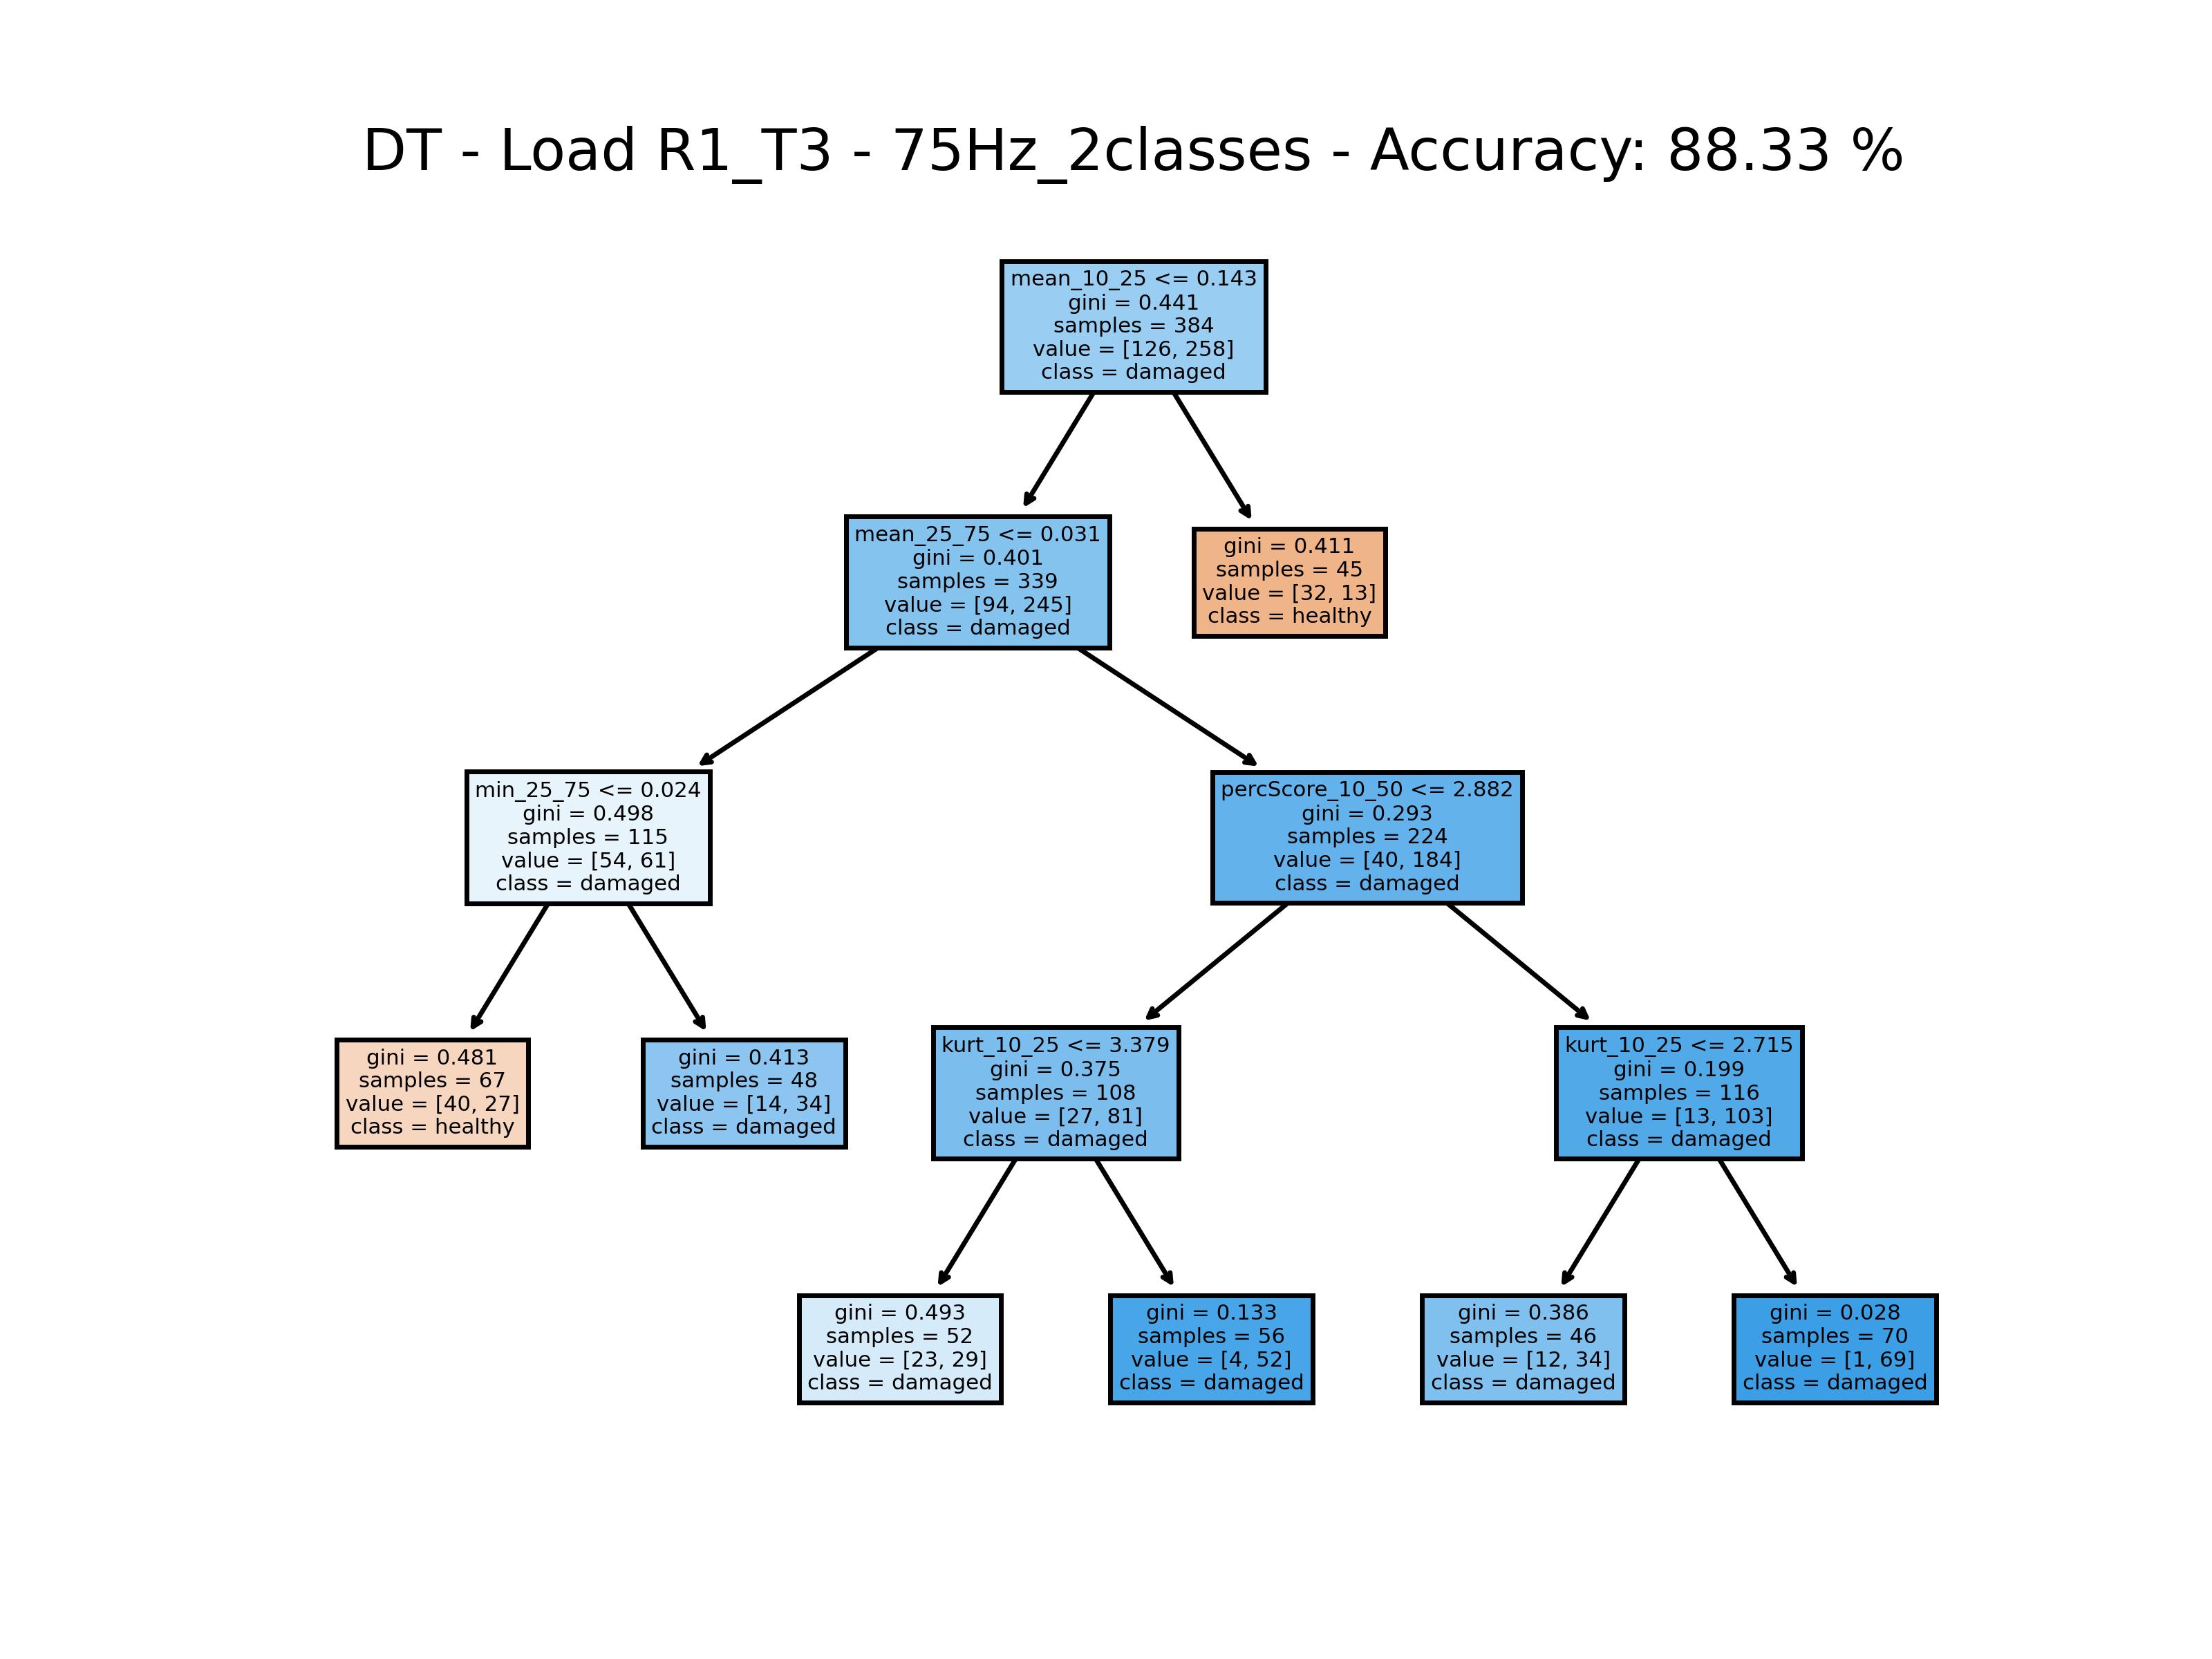 DT - Load R1_T3 - 75Hz_2classes - Accuracy: 88.33 %
mean_10_25 <= 0.143
gini = 0.441
samples = 384
value = [126, 258]
class = damaged
mean_25_75 <= 0.031
gini = 0.401
samples = 339
value = [94, 245]
class = damaged
gini = 0.411
samples = 45
value = [32, 13]
class = healthy
min_25_75 <= 0.024
gini = 0.498
samples = 115
value = [54, 61]
class = damaged
percScore_10_50 <= 2.882
gini = 0.293
samples = 224
value = [40, 184]
class = damaged
gini = 0.481
samples = 67
value = [40, 27]
class = healthy
gini = 0.413
samples = 48
value = [14, 34]
class = damaged
kurt_10_25 <= 3.379
gini = 0.375
samples = 108
value = [27, 81]
class = damaged
kurt_10_25 <= 2.715
gini = 0.199
samples = 116
value = [13, 103]
class = damaged
gini = 0.493
samples = 52
value = [23, 29]
class = damaged
gini = 0.133
samples = 56
value = [4, 52]
class = damaged
gini = 0.386
samples = 46
value = [12, 34]
class = damaged
gini = 0.028
samples = 70
value = [1, 69]
class = damaged